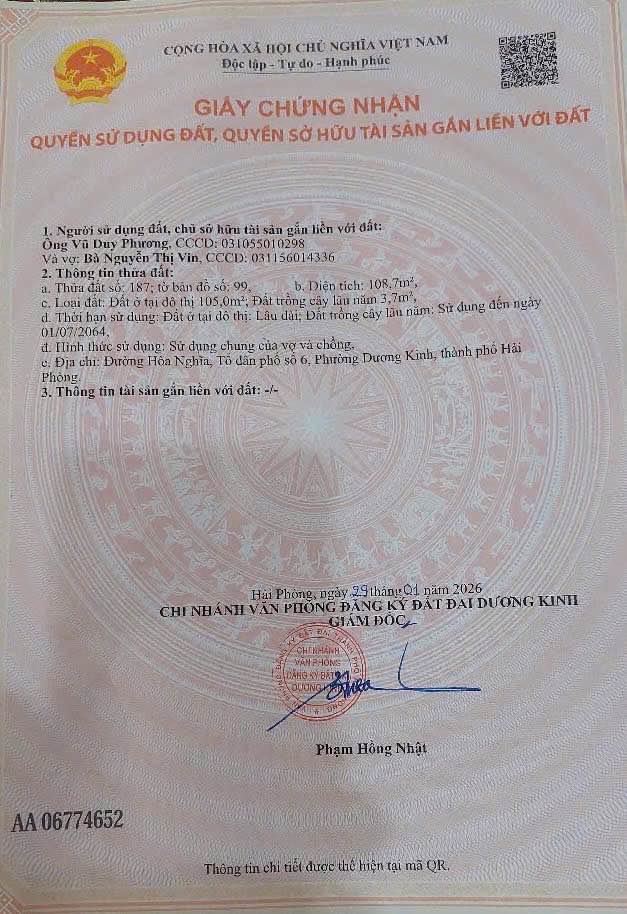 CỘNG HÒA XÃ HỘI CHỦ NGHĨA VIỆT NAM
Độc lập - Tự do - Hạnh phúc
GIẤY CHỨNG NHẬN
QUYỀN SỬ DỤNG ĐẤT, QUYỀN SỞ HỮU TÀI SẢN GẮN LIỀN VỚI ĐẤT
1. Người sử dụng đất, chủ sở hữu tài sản gắn liền với đất:
Ông Vũ Duy Phương, CCCD: 031055010298
Và vợ: Bà Nguyễn Thị Vin, CCCD: 031156014336
2. Thông tin thửa đất:
a. Thửa đất số: 187; tờ bản đồ số: 99, b. Diện tích: 108,7m²,
c. Loại đất: Đất ở tại đô thị 105,0m²; Đất trồng cây lâu năm 3,7m²,
d. Thời hạn sử dụng: Đất ở tại đô thị: Lâu dài; Đất trồng cây lâu năm: Sử dụng đến ngày
01/07/2064,
đ. Hình thức sử dụng: Sử dụng chung của vợ và chồng,
e. Địa chỉ: Đường Hòa Nghĩa, Tổ dân phố số 6, Phường Dương Kinh, thành phố Hải
Phòng.
3. Thông tin tài sản gắn liền với đất: -/-
Hải Phòng, ngày 29 tháng 01 năm 2026
CHI NHÁNH VĂN PHÒNG ĐĂNG KÝ ĐẤT ĐAI DƯƠNG KINH
GIÁM ĐỐC
CHI NHÁNH
VĂN PHÒNG
ĐĂNG KÝ ĐẤT
DƯƠNG
Phạm Hồng Nhật
AA 06774652
Thông tin chi tiết được thể hiện tại mã QR.